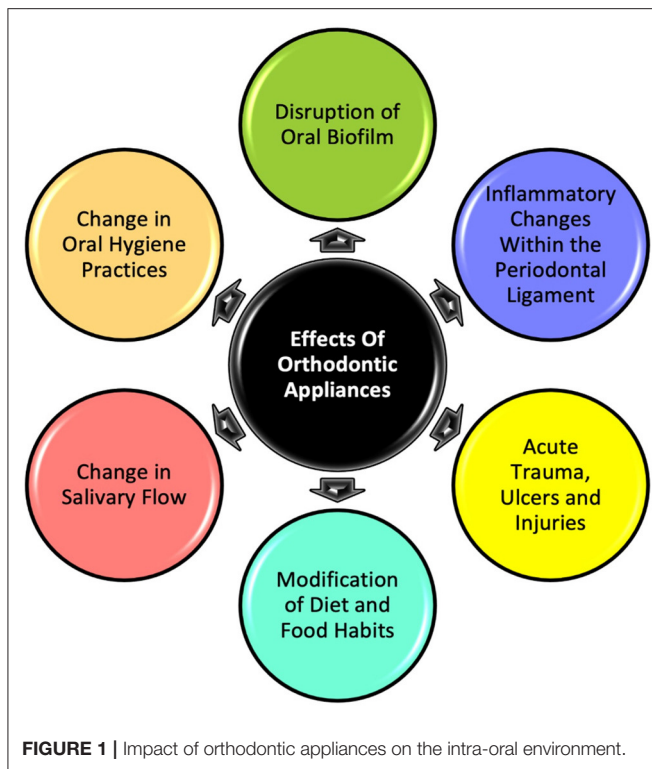 Disruption of
Oral Biofilm
Inflammatory
Changes
Within the
Periodontal
Ligament
Acute
Trauma,
Ulcers and
Injuries
Modification
of Diet and
Food Habits
Change in
Salivary Flow
Change in
Oral Hygiene
Practices
Effects Of
Orthodontic
Appliances
FIGURE 1 | Impact of orthodontic appliances on the intra-oral environment.